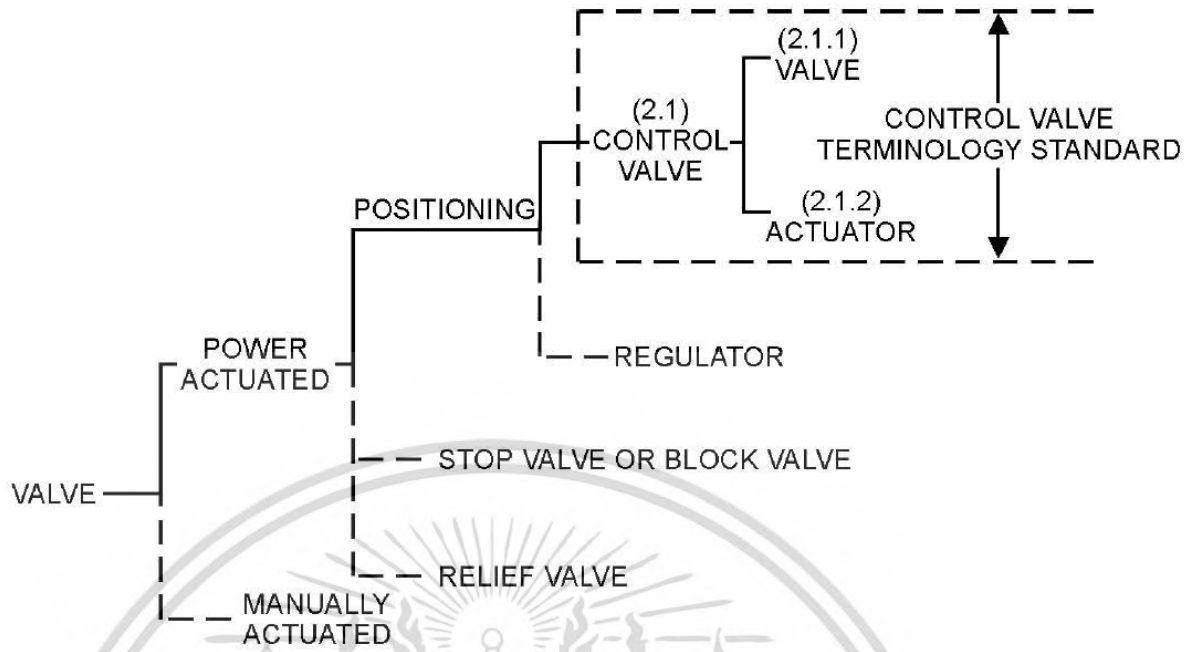 (2.1.1)
VALVE
(2.1)
CONTROL
VALVE
CONTROL VALVE
TERMINOLOGY STANDARD
(2.1.2)
ACTUATOR
POSITIONING
REGULATOR
POWER
ACTUATED
STOP VALVE OR BLOCK VALVE
VALVE
RELIEF VALVE
MANUALLY
ACTUATED